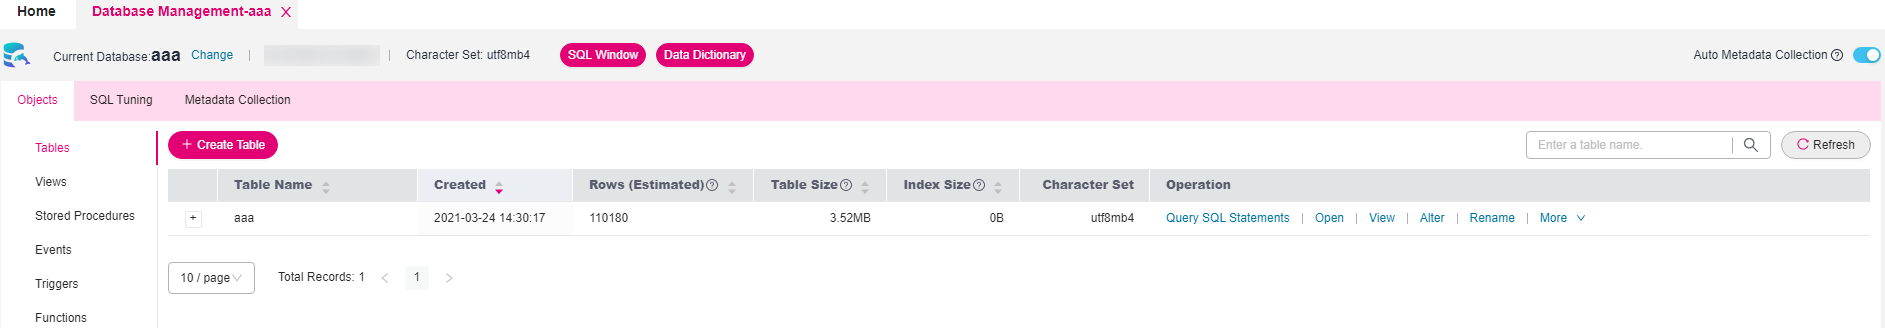 Home Database Management-aaa X
Current Database:aaa Change | | Character Set: utf8mb4 SQL Window Data Dictionary Auto Metadata Collection ?
Objects SQL Tuning Metadata Collection
Tables
Views
Stored Procedures
Events
Triggers
Functions
+ Create Table Enter a table name. Refresh
Table Name Created Rows (Estimated) ? Table Size ? Index Size ? Character Set Operation
+ aaa 2021-03-24 14:30:17 110180 3.52MB 0B utf8mb4 Query SQL Statements | Open | View | Alter | Rename | More
10 / page Total Records: 1 < 1 >